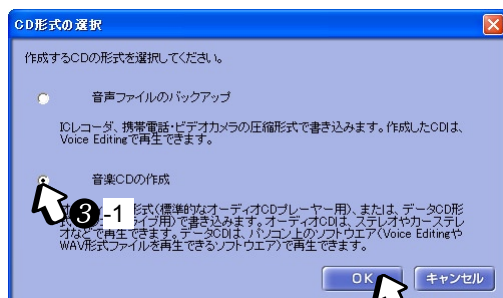 CD形式の選択
作成するCDの形式を選択してください。
音声ファイルのバックアップ
ICレコーダ、携帯電話・ビデオカメラの圧縮形式で書き込みます。作成したCDは、
Voice Editingで再生できます。
音楽CDの作成
❸-1
形式(標準的なオーディオCDプレーヤー用)、または、データCD形
イブ用)で書き込みます。オーディオCDは、ステレオやカーステレ
オなどで再生できます。データCDは、パソコン上のソフトウエア(Voice Editingや
WAV形式ファイルを再生できるソフトウエア)で再生できます。
OK
キャンセル